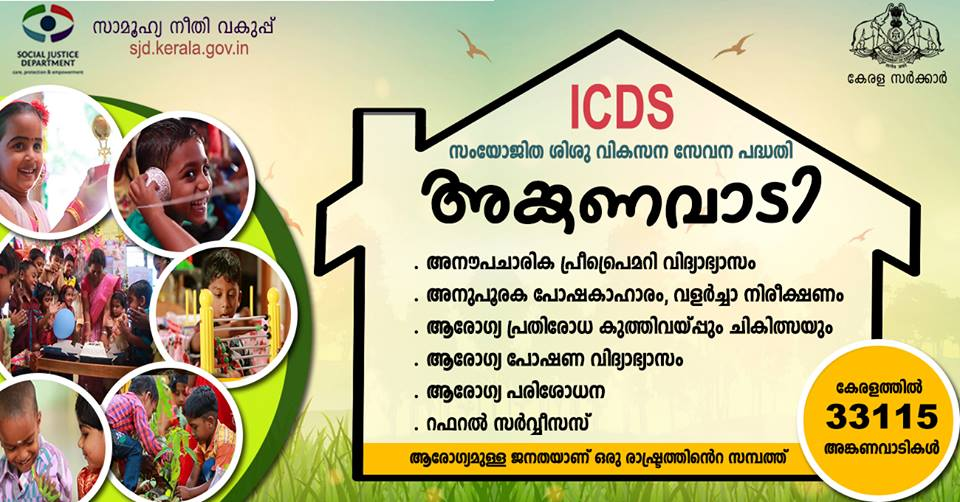 SOCIAL JUSTICE
DEPARTMENT
care, protection & empowerment
സാമൂഹ്യ നീതി വകുപ്പ്
sjd.kerala.gov.in
കേരള സർക്കാർ
ICDS
സംയോജിത ശിശു വികസന സേവന പദ്ധതി
അങ്കണവാടി
. അനൗപചാരിക പ്രീപ്രൈമറി വിദ്യാഭ്യാസം
. അനുപൂരക പോഷകാഹാരം, വളർച്ചാ നിരീക്ഷണം
. ആരോഗ്യ പ്രതിരോധ കുത്തിവയ്പ്പും ചികിത്സയും
. ആരോഗ്യ പോഷണ വിദ്യാഭ്യാസം
. ആരോഗ്യ പരിശോധന
. റഫറൽ സർവ്വീസസ്
ആരോഗ്യമുള്ള ജനതയാണ് ഒരു രാഷ്ട്രത്തിൻെറ സമ്പത്ത്
കേരളത്തിൽ
33115
അങ്കണവാടികൾ